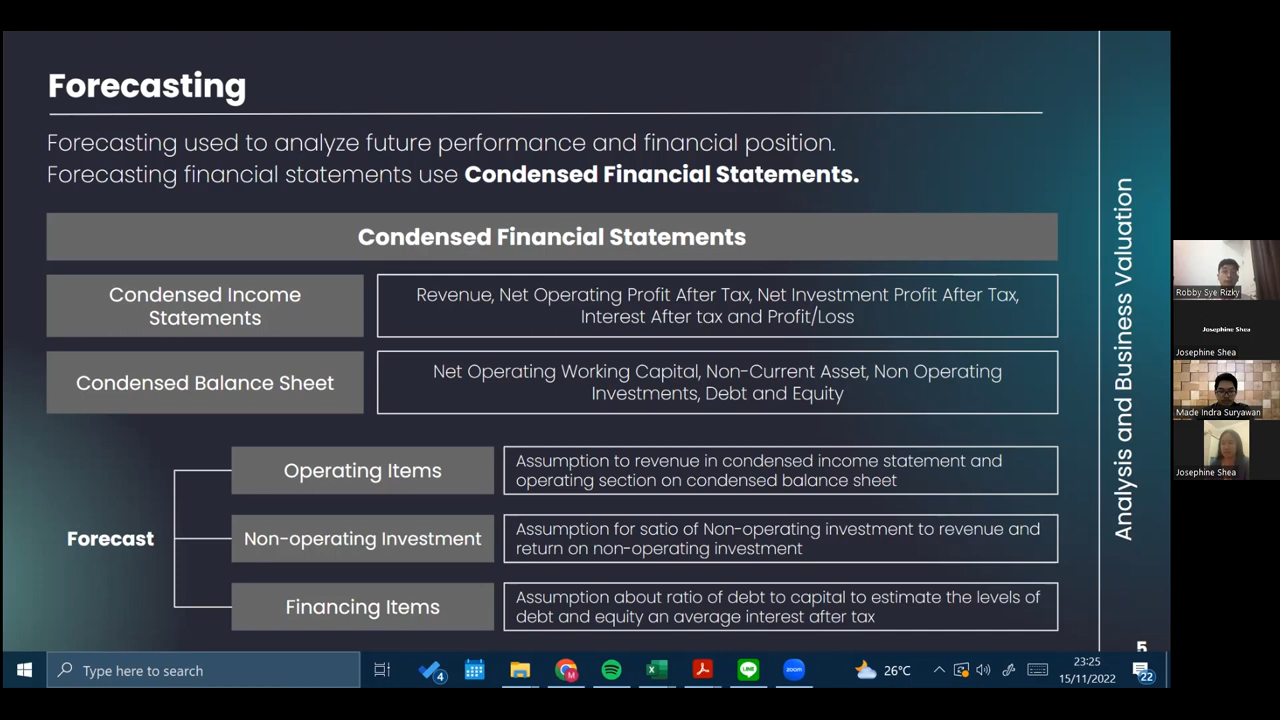 Forecasting
Forecasting used to analyze future performance and financial position.
Forecasting financial statements use Condensed Financial Statements.
Condensed Financial Statements
Condensed Income
Statements
Revenue, Net Operating Profit After Tax, Net Investment Profit After Tax,
Interest After tax and Profit/Loss
Condensed Balance Sheet
Net Operating Working Capital, Non-Current Asset, Non Operating
Investments, Debt and Equity
Forecast
Operating Items
Assumption to revenue in condensed income statement and
operating section on condensed balance sheet
Non-operating Investment
Assumption for satio of Non-operating investment to revenue and
return on non-operating investment
Financing Items
Assumption about ratio of debt to capital to estimate the levels of
debt and equity an average interest after tax
Analysis and Business Valuation
5
Robby Sye Rizky
Josephine Shea
Josephine Shea
Made Indra Suryawan
Josephine Shea
Type here to search
4
M
zoom
26°C
23:25
15/11/2022
22